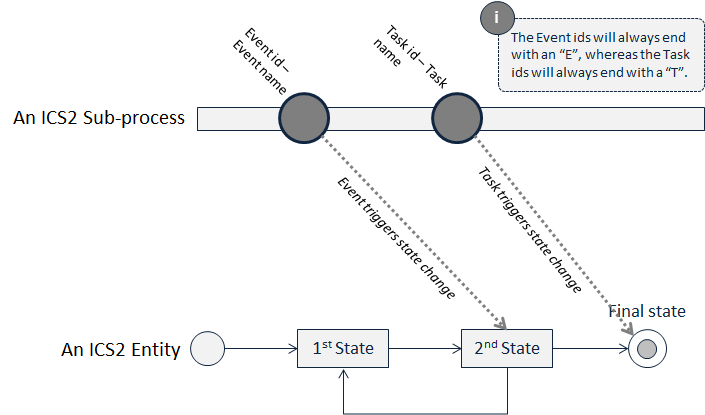 i
The Event ids will always end
with an “E”, whereas the Task
ids will always end with a “T”.
Event id –
Event name
Task id – Task
name
An ICS2 Sub-process
Event triggers state change
Task triggers state change
Final state
An ICS2 Entity
1st State
2nd State